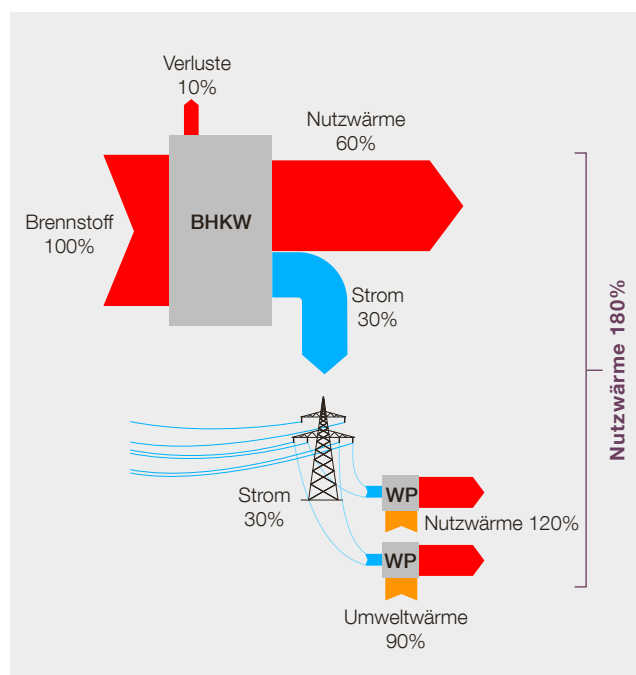 Verluste
10%
Nutzwärme
60%
Brennstoff
100%
BHKW
Strom
30%
Nutzwärme 180%
Strom
30%
WP
Nutzwärme 120%
WP
Umweltwärme
90%